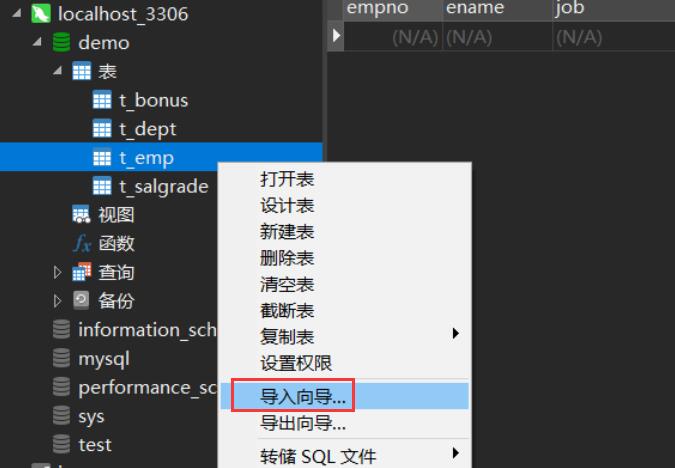 localhost_3306
demo
表
t_bonus
t_dept
t_emp
t_salgrade
视图
fx 函数
查询
备份
information_sch
mysql
performance_sc
sys
test
empno ename job
(N/A) (N/A) (N/A)
打开表
设计表
新建表
删除表
清空表
截断表
复制表
设置权限
导入向导...
导出向导...
转储 SQL 文件